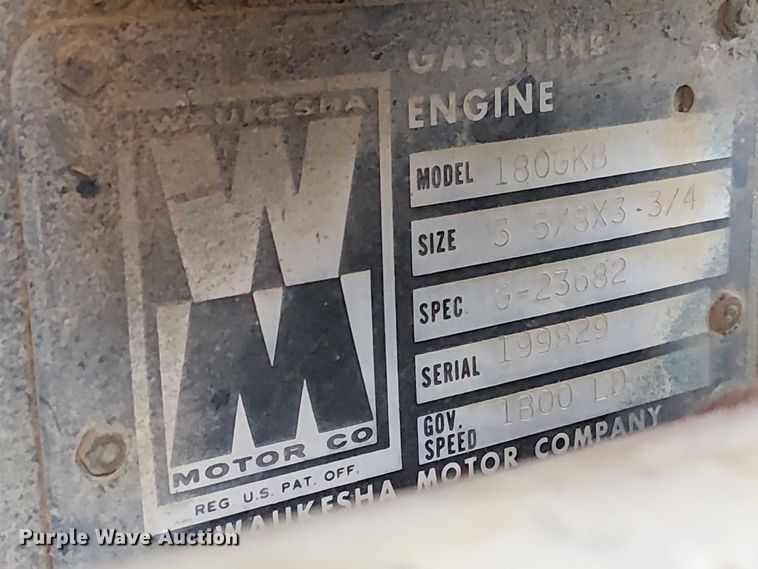 WAUKESHA
WM
MOTOR CO
REG U.S. PAT. OFF.
GASOLINE
ENGINE
MODEL 180GKB
SIZE 3 5/8X3-3/4
SPEC. G-23682
SERIAL 199829
GOV. SPEED 1800 LD
WAUKESHA MOTOR COMPANY
Purple Wave Auction